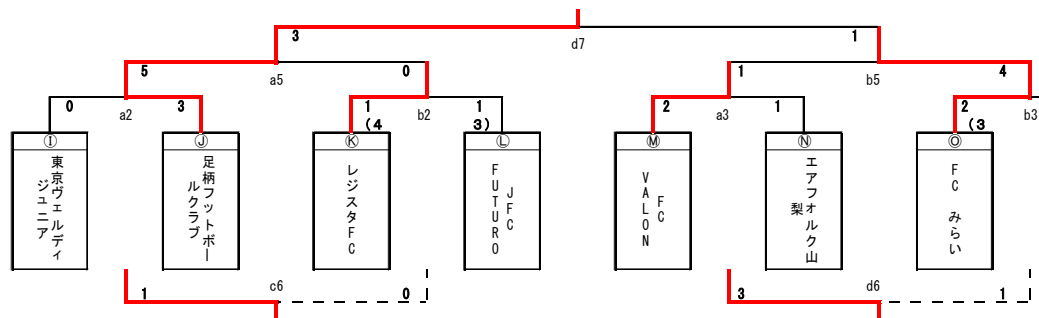 3
d7
1
5
a5
0
1
b5
4
0
a2
3
1
b2
1
2
a3
1
2
b3
(4
3)
(3
Ⓘ
Ⓙ
Ⓚ
Ⓛ
Ⓜ
Ⓝ
Ⓞ
東京ヴェルディ
ジュニア
足柄フットボー
ルクラブ
レジスタFC
JFC
FUTURO
FC
VALON
エアフォルク山
梨
FC みらい
1
c6
0
3
d6
1